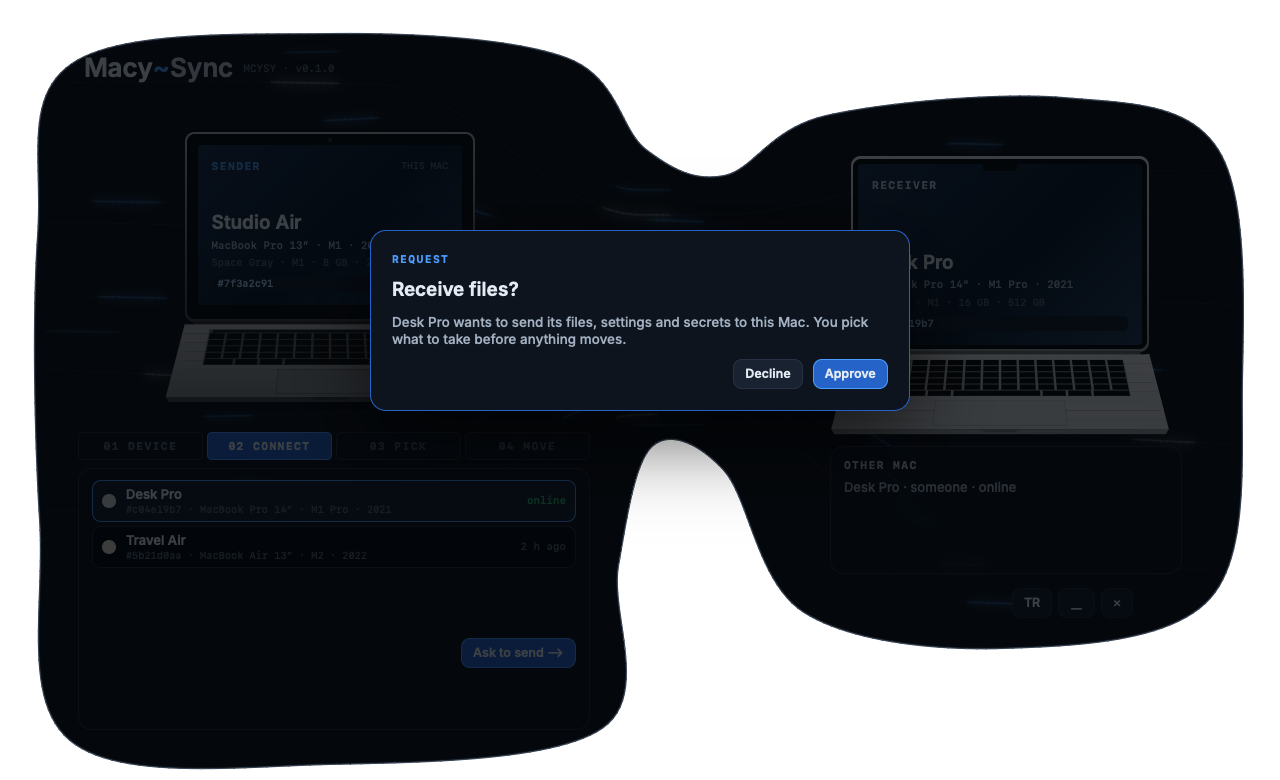 Macy~Sync MCYSY · v0.1.0
SENDER THIS MAC
Studio Air
MacBook Pro 13″ · M1 · 20
Space Gray · M1 · 8 GB ·
#7f3a2c91
RECEIVER
k Pro
k Pro 14″ · M1 Pro · 2021
· M1 · 16 GB · 512 GB
19b7
REQUEST
Receive files?
Desk Pro wants to send its files, settings and secrets to this Mac. You pick
what to take before anything moves.
Decline Approve
01 DEVICE 02 CONNECT 03 PICK 04 MOVE
Desk Pro online
#c04e19b7 · MacBook Pro 14″ · M1 Pro · 2021
Travel Air 2 h ago
#5b21d0aa · MacBook Air 13″ · M2 · 2022
Ask to send →
OTHER MAC
Desk Pro · someone · online
TR _ ×